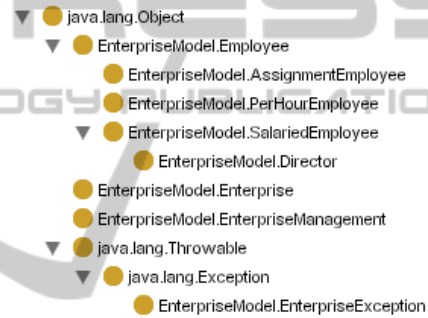 java.lang.Object
EnterpriseModel.Employee
EnterpriseModel.AssignmentEmployee
EnterpriseModel.PerHourEmployee
EnterpriseModel.SalariedEmployee
EnterpriseModel.Director
EnterpriseModel.Enterprise
EnterpriseModel.EnterpriseManagement
java.lang.Throwable
java.lang.Exception
EnterpriseModel.EnterpriseException